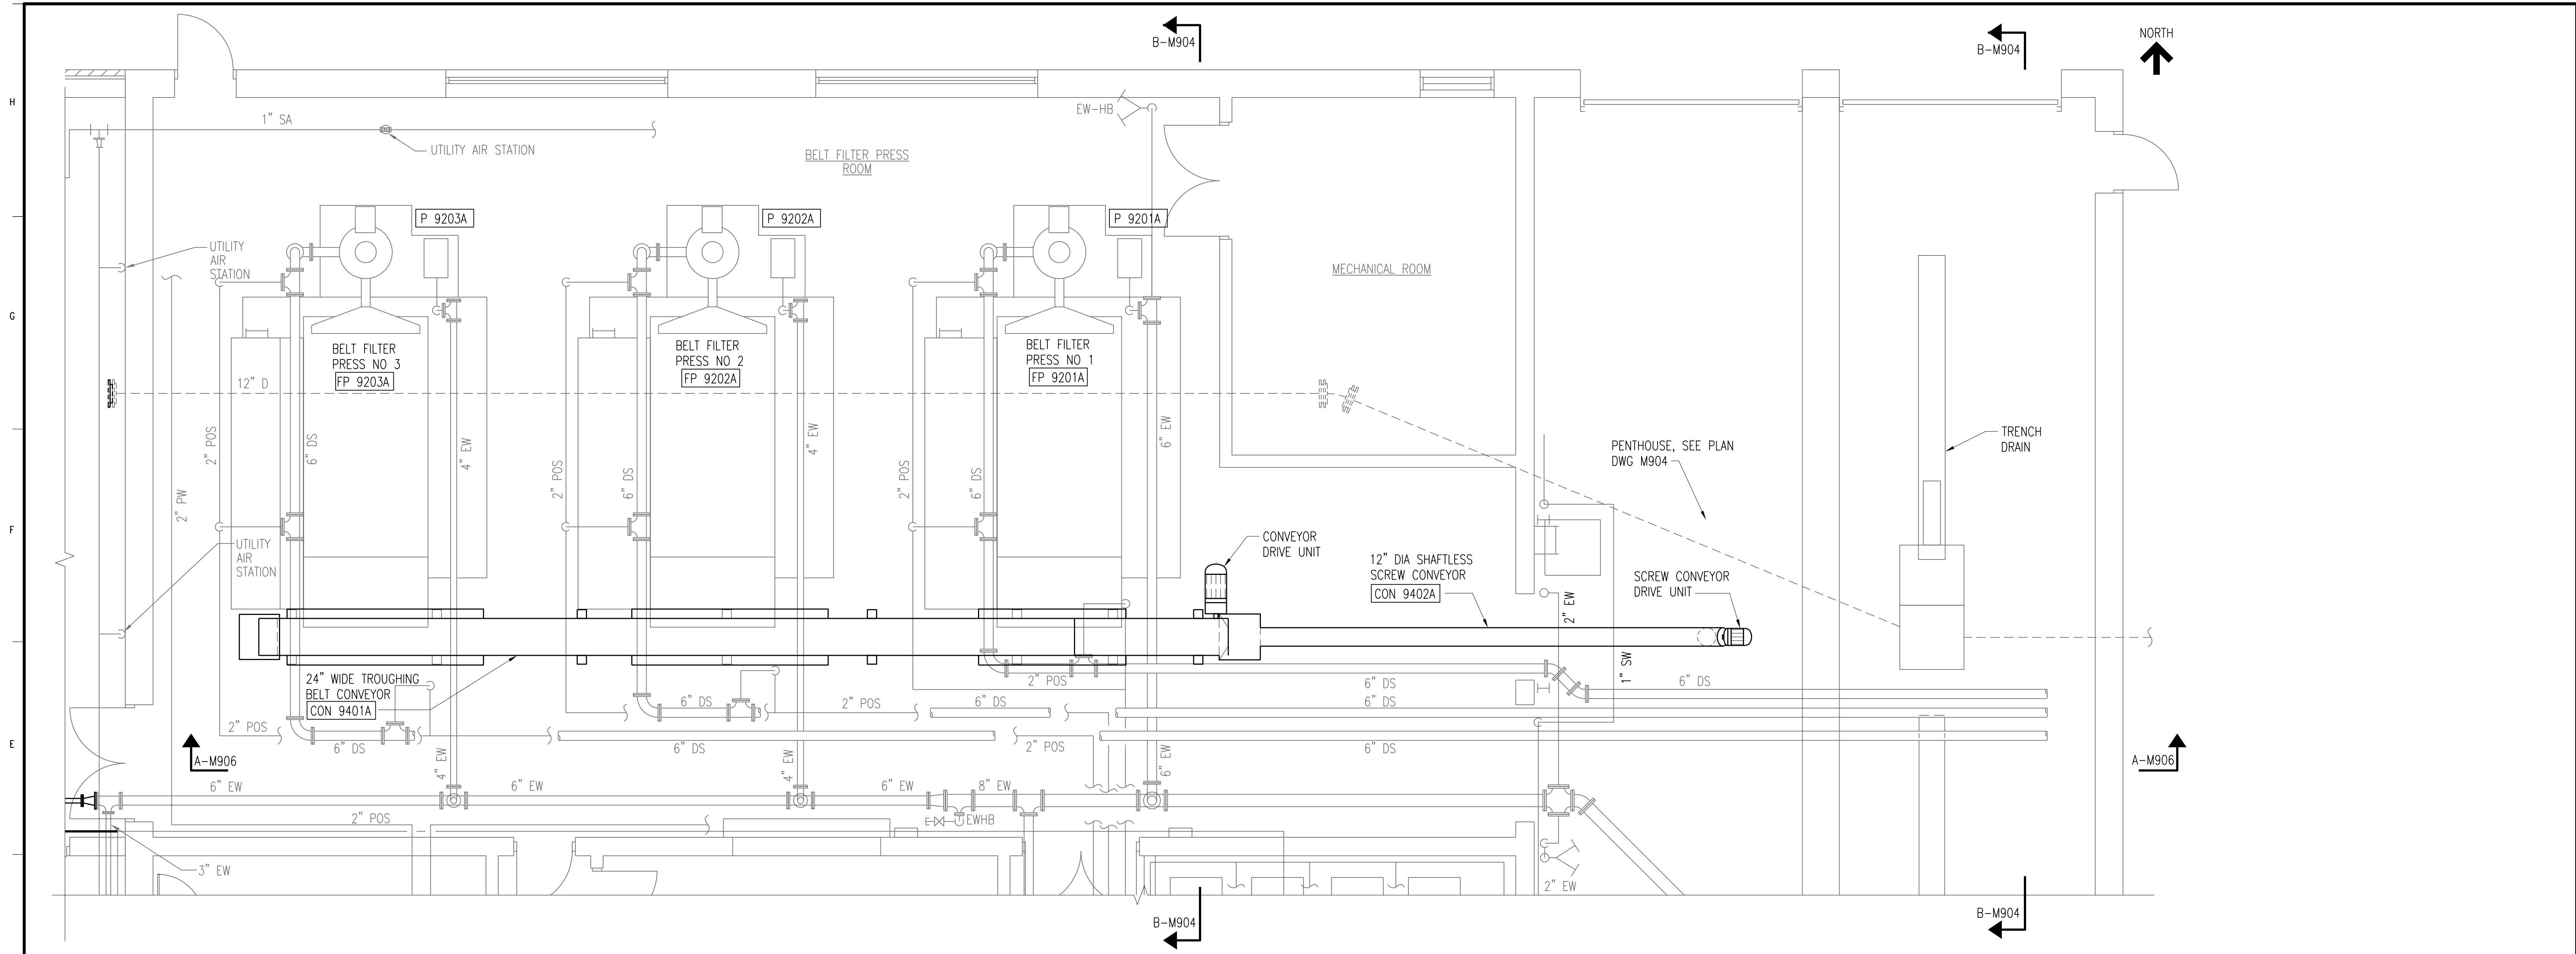 B-M904
B-M904
NORTH
H
EW-HB
1" SA
UTILITY AIR STATION
BELT FILTER PRESS
ROOM
P 9203A
P 9202A
P 9201A
UTILITY
AIR
STATION
MECHANICAL ROOM
G
BELT FILTER
PRESS NO 3
FP 9203A
BELT FILTER
PRESS NO 2
FP 9202A
BELT FILTER
PRESS NO 1
FP 9201A
12" D
2" POS
6" DS
4" EW
2" POS
6" DS
4" EW
2" POS
6" DS
6" EW
TRENCH
DRAIN
PENTHOUSE, SEE PLAN
DWG M904
2" PW
F
UTILITY
AIR
STATION
CONVEYOR
DRIVE UNIT
12" DIA SHAFTLESS
SCREW CONVEYOR
CON 9402A
SCREW CONVEYOR
DRIVE UNIT
2" EW
1" SW
24" WIDE TROUGHING
BELT CONVEYOR
CON 9401A
2" POS
6" DS
6" DS
6" DS
2" POS
6" DS
6" DS
2" POS
6" DS
6" DS
2" POS
6" DS
E
A-M906
A-M906
4" EW
4" EW
6" EW
6" EW
6" EW
6" EW
8" EW
2" POS
EWHB
3" EW
2" EW
B-M904
B-M904